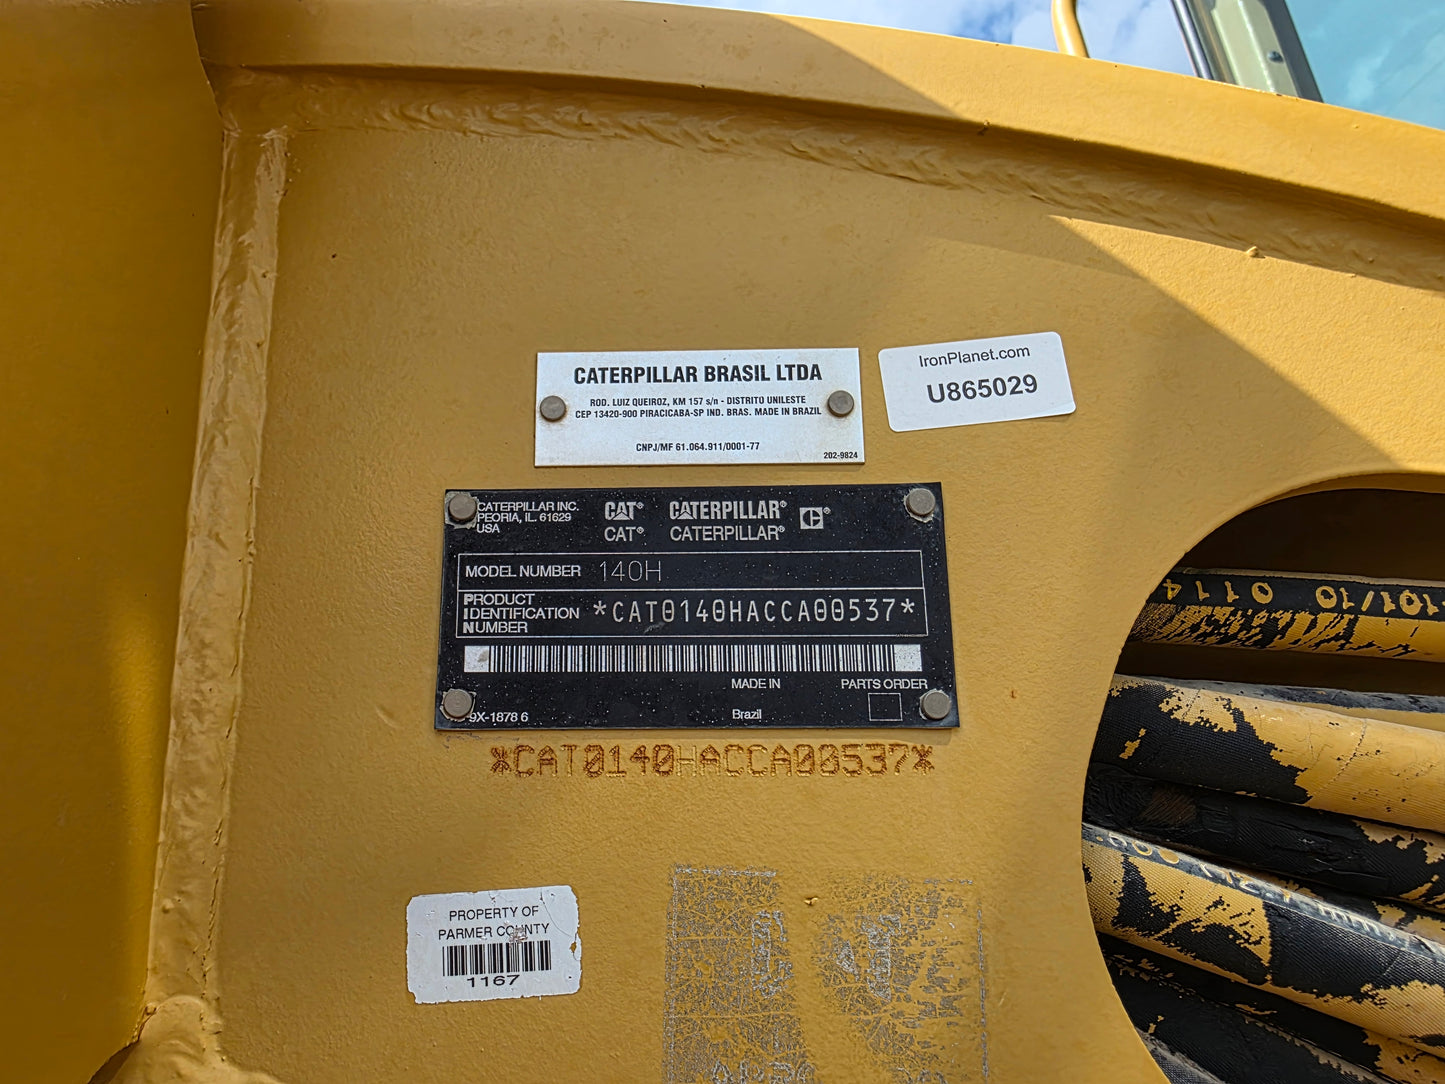 CATERPILLAR BRASIL LTDA
ROD. LUIZ QUEIROZ, KM 157 s/n - DISTRITO UNILESTE
CEP 13420-900 PIRACICABA-SP IND. BRAS. MADE IN BRAZIL
CNPJ/MF 61.064.911/0001-77
202-9824
IronPlanet.com
U865029
CATERPILLAR INC.
PEORIA, IL. 61629
USA
CAT® CATERPILLAR®
CAT® CATERPILLAR®
MODEL NUMBER 140H
PRODUCT
IDENTIFICATION
NUMBER
*CAT0140HACCA00537*
MADE IN
PARTS ORDER
9X-1878 6
Brazil
*CAT0140HACCA00537*
PROPERTY OF
PARMER COUNTY
1167
101/10 0114